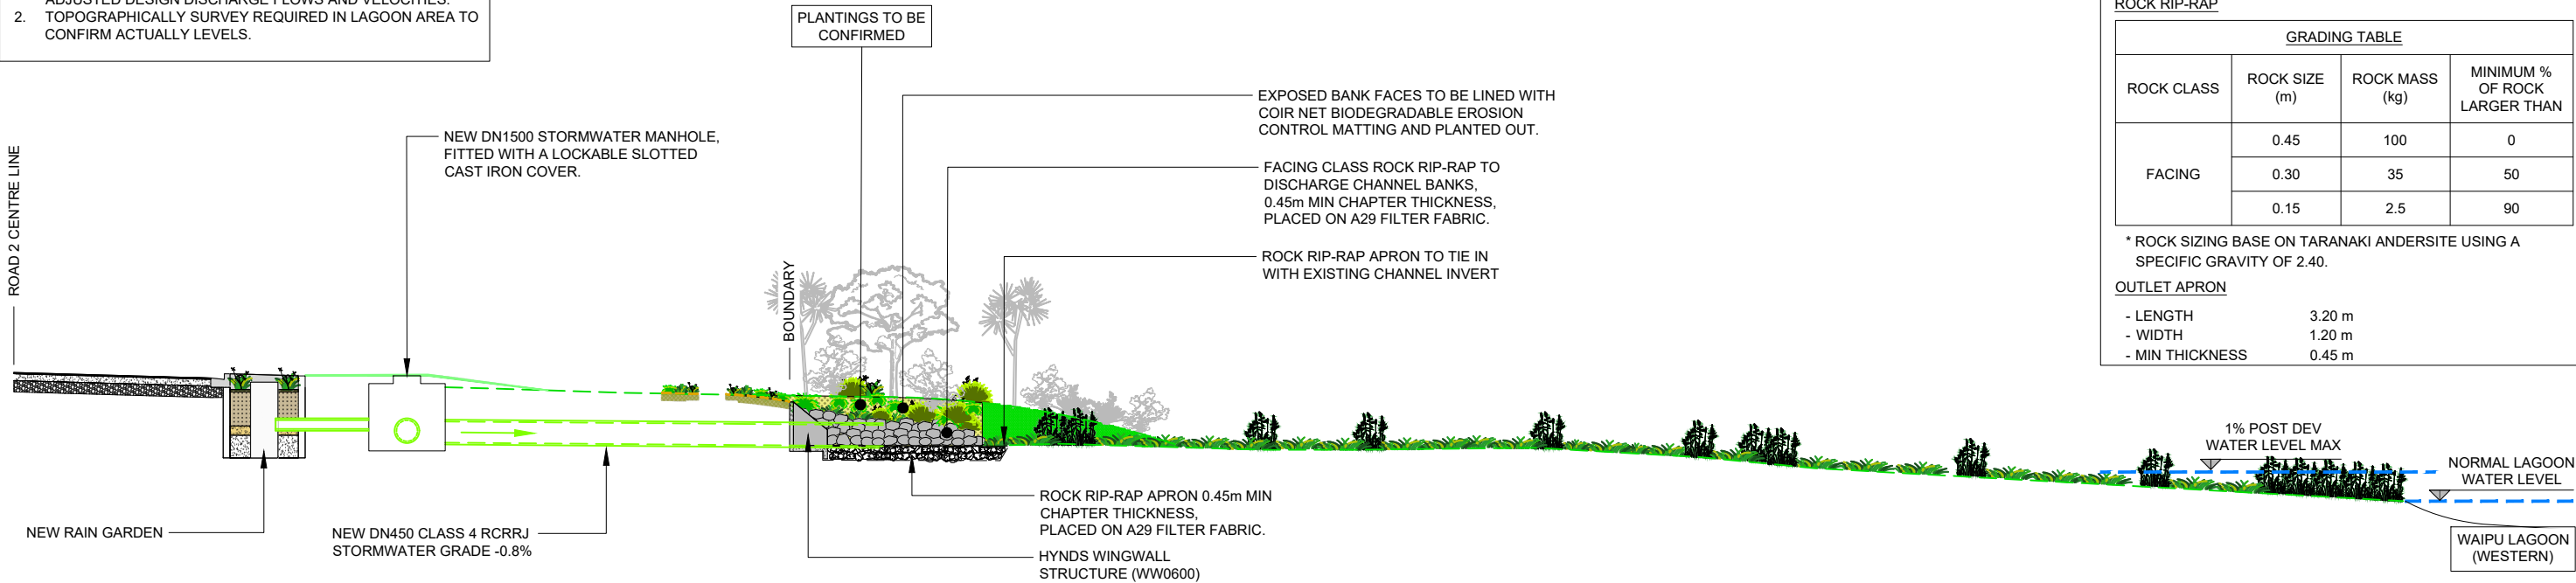 ADJUSTED DESIGN DISCHARGE FLOWS AND VELOCITIES.
2. TOPOGRAPHICALLY SURVEY REQUIRED IN LAGOON AREA TO
CONFIRM ACTUALLY LEVELS.
PLANTINGS TO BE
CONFIRMED
EXPOSED BANK FACES TO BE LINED WITH
COIR NET BIODEGRADABLE EROSION
CONTROL MATTING AND PLANTED OUT.
NEW DN1500 STORMWATER MANHOLE,
FITTED WITH A LOCKABLE SLOTTED
CAST IRON COVER.
FACING CLASS ROCK RIP-RAP TO
DISCHARGE CHANNEL BANKS,
0.45m MIN CHAPTER THICKNESS,
PLACED ON A29 FILTER FABRIC.
ROCK RIP-RAP APRON TO TIE IN
WITH EXISTING CHANNEL INVERT
ROAD 2 CENTRE LINE
BOUNDARY
NEW RAIN GARDEN
NEW DN450 CLASS 4 RCRRJ
STORMWATER GRADE -0.8%
ROCK RIP-RAP APRON 0.45m MIN
CHAPTER THICKNESS,
PLACED ON A29 FILTER FABRIC.
HYNDS WINGWALL
STRUCTURE (WW0600)
1% POST DEV
WATER LEVEL MAX
NORMAL LAGOON
WATER LEVEL
WAIPU LAGOON
(WESTERN)
ROCK RIP-RAP
GRADING TABLE
ROCK CLASS
ROCK SIZE
(m)
ROCK MASS
(kg)
MINIMUM %
OF ROCK
LARGER THAN
FACING
0.45 100 0
0.30 35 50
0.15 2.5 90
* ROCK SIZING BASE ON TARANAKI ANDERSITE USING A
SPECIFIC GRAVITY OF 2.40.
OUTLET APRON
- LENGTH 3.20 m
- WIDTH 1.20 m
- MIN THICKNESS 0.45 m